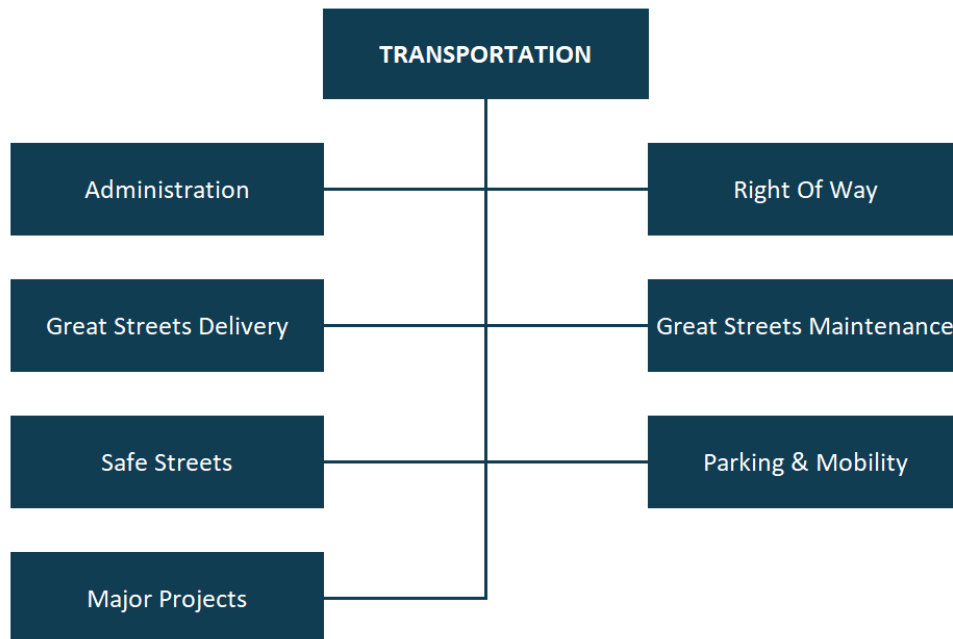 TRANSPORTATION
Administration
Right Of Way
Great Streets Delivery
Great Streets Maintenance
Safe Streets
Parking & Mobility
Major Projects